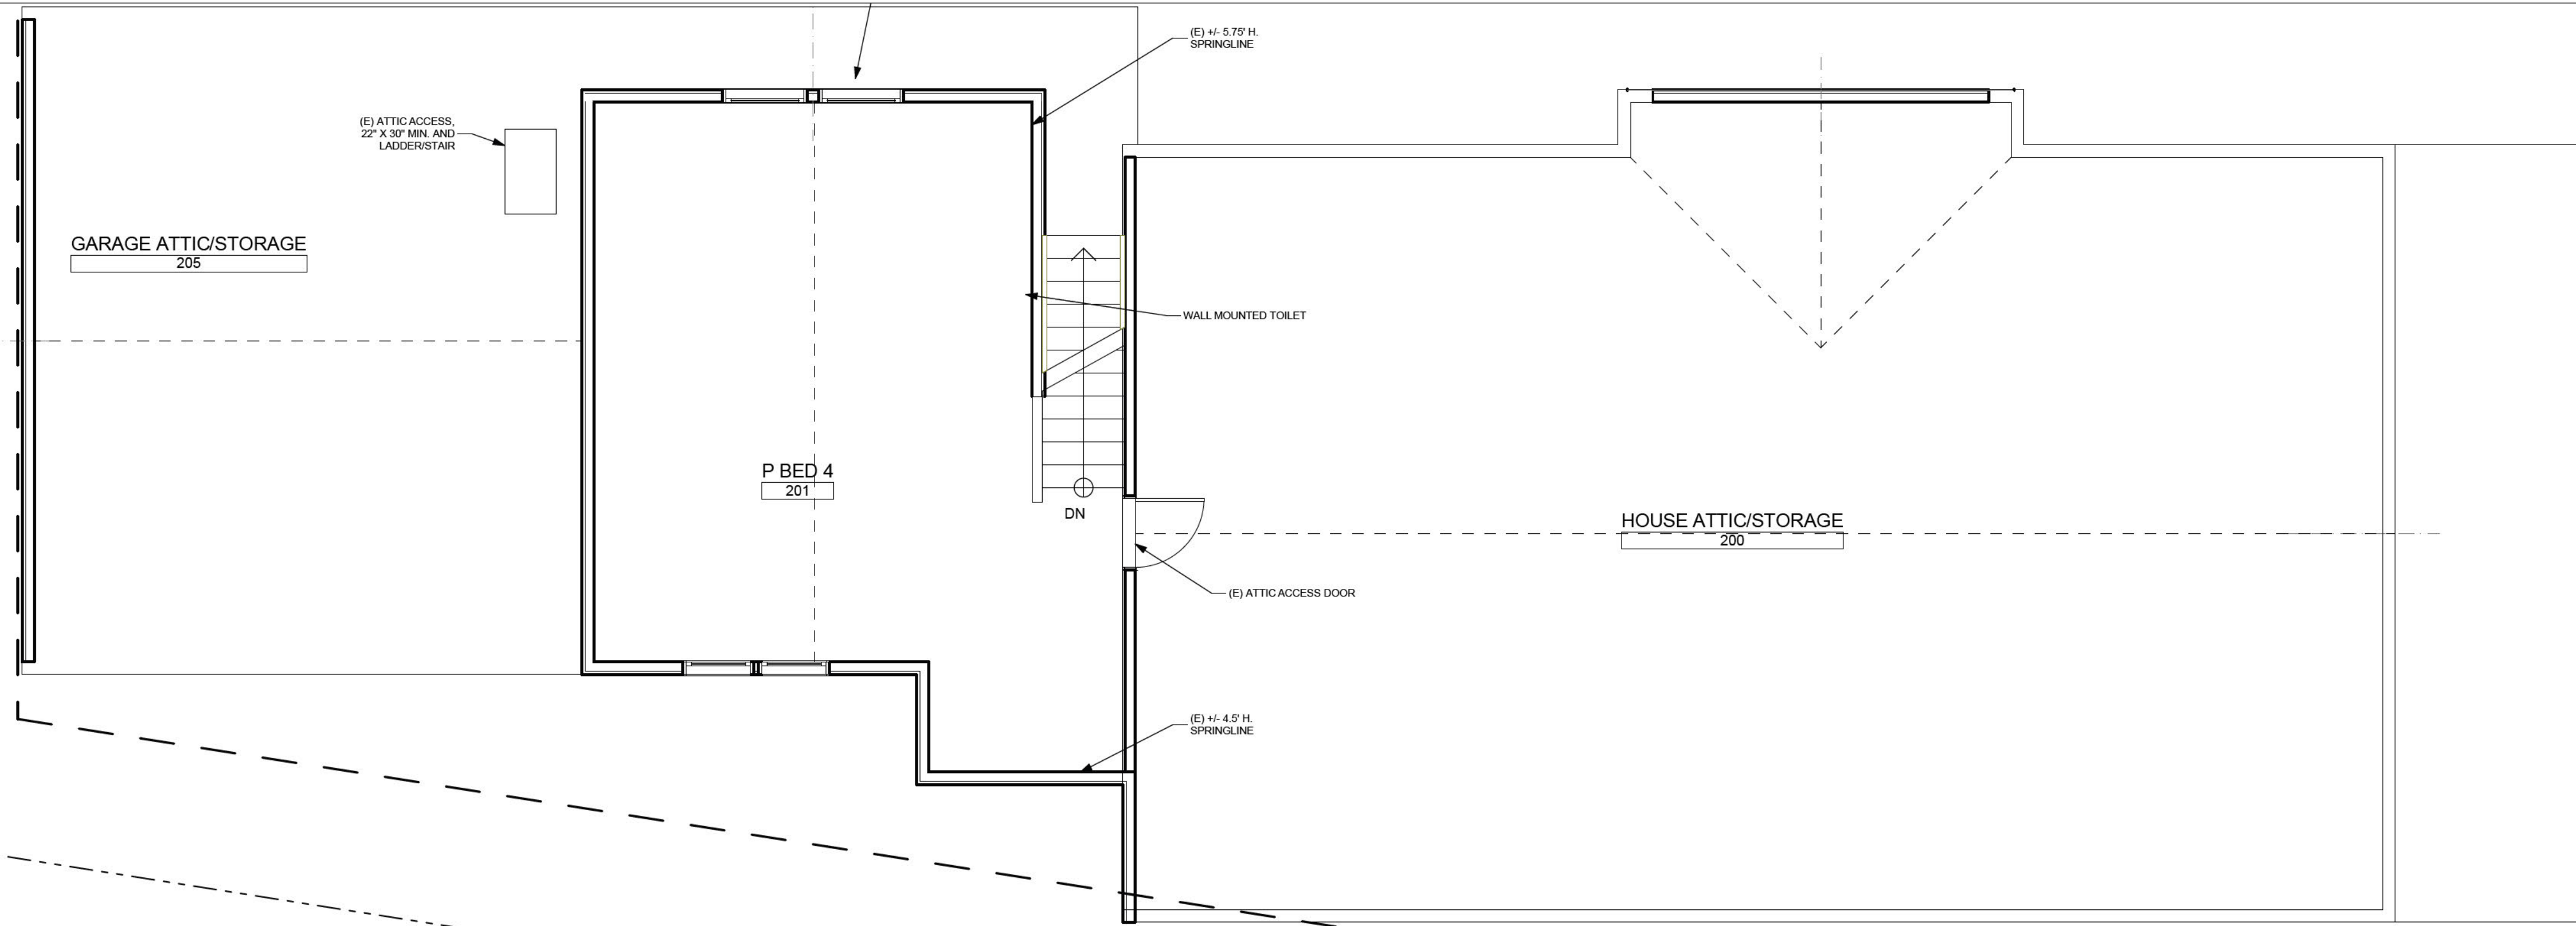 (E) +/- 5.75' H.
SPRINGLINE
(E) ATTIC ACCESS,
22" X 30" MIN. AND
LADDER/STAIR
GARAGE ATTIC/STORAGE
205
WALL MOUNTED TOILET
P BED 4
201
DN
HOUSE ATTIC/STORAGE
200
(E) ATTIC ACCESS DOOR
(E) +/- 4.5' H.
SPRINGLINE